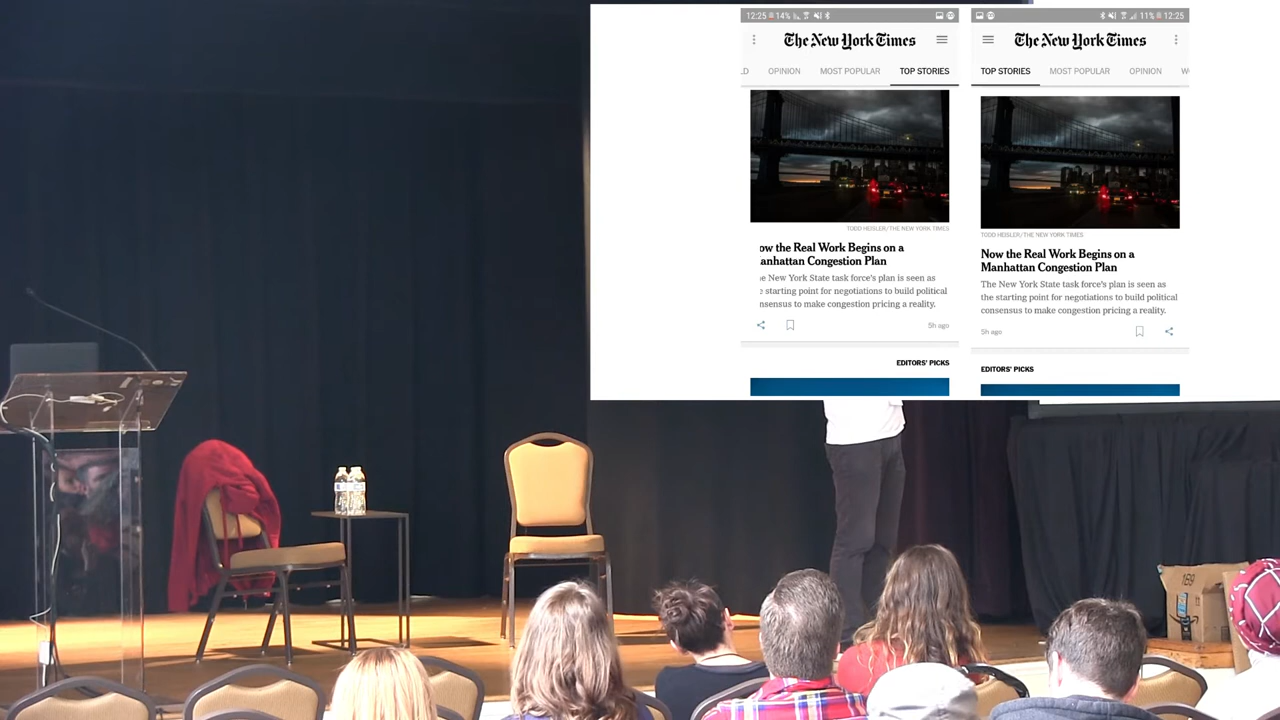 12:25 14%
The New York Times
LD OPINION MOST POPULAR TOP STORIES
TODD HEISLER/THE NEW YORK TIMES
ow the Real Work Begins on a
anhattan Congestion Plan
e New York State task force's plan is seen as
e starting point for negotiations to build political
nsensus to make congestion pricing a reality.
5h ago
EDITORS' PICKS
11% 12:25
The New York Times
TOP STORIES MOST POPULAR OPINION W
TODD HEISLER/THE NEW YORK TIMES
Now the Real Work Begins on a
Manhattan Congestion Plan
The New York State task force's plan is seen as
the starting point for negotiations to build political
consensus to make congestion pricing a reality.
5h ago
EDITORS' PICKS
169